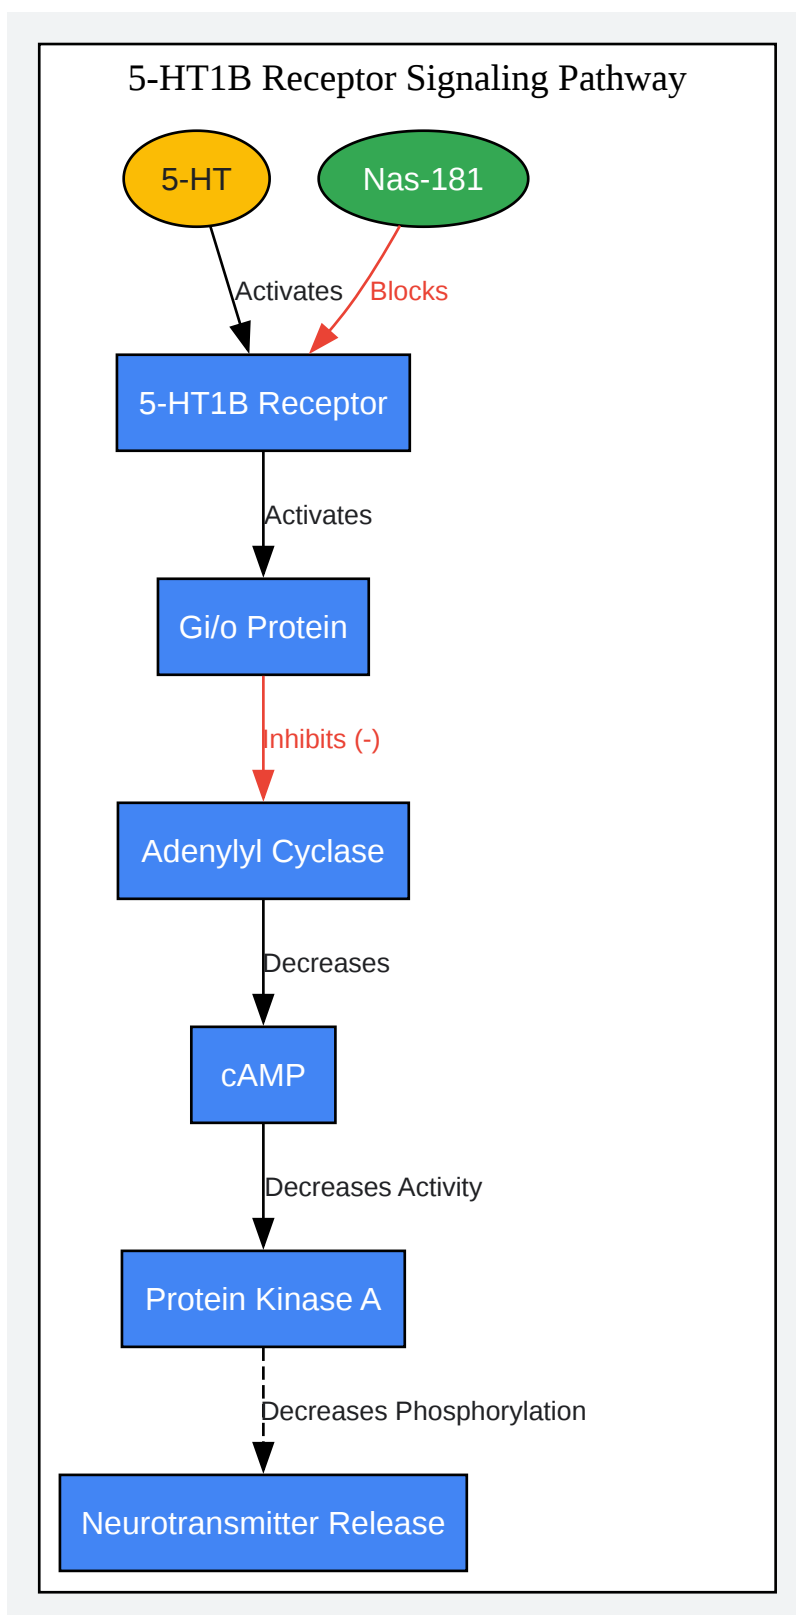 5-HT1B Receptor Signaling Pathway
5-HT
Nas-181
Activates
Blocks
5-HT1B Receptor
Activates
Gi/o Protein
Inhibits (-)
Adenylyl Cyclase
Decreases
cAMP
Decreases Activity
Protein Kinase A
Decreases Phosphorylation
Neurotransmitter Release